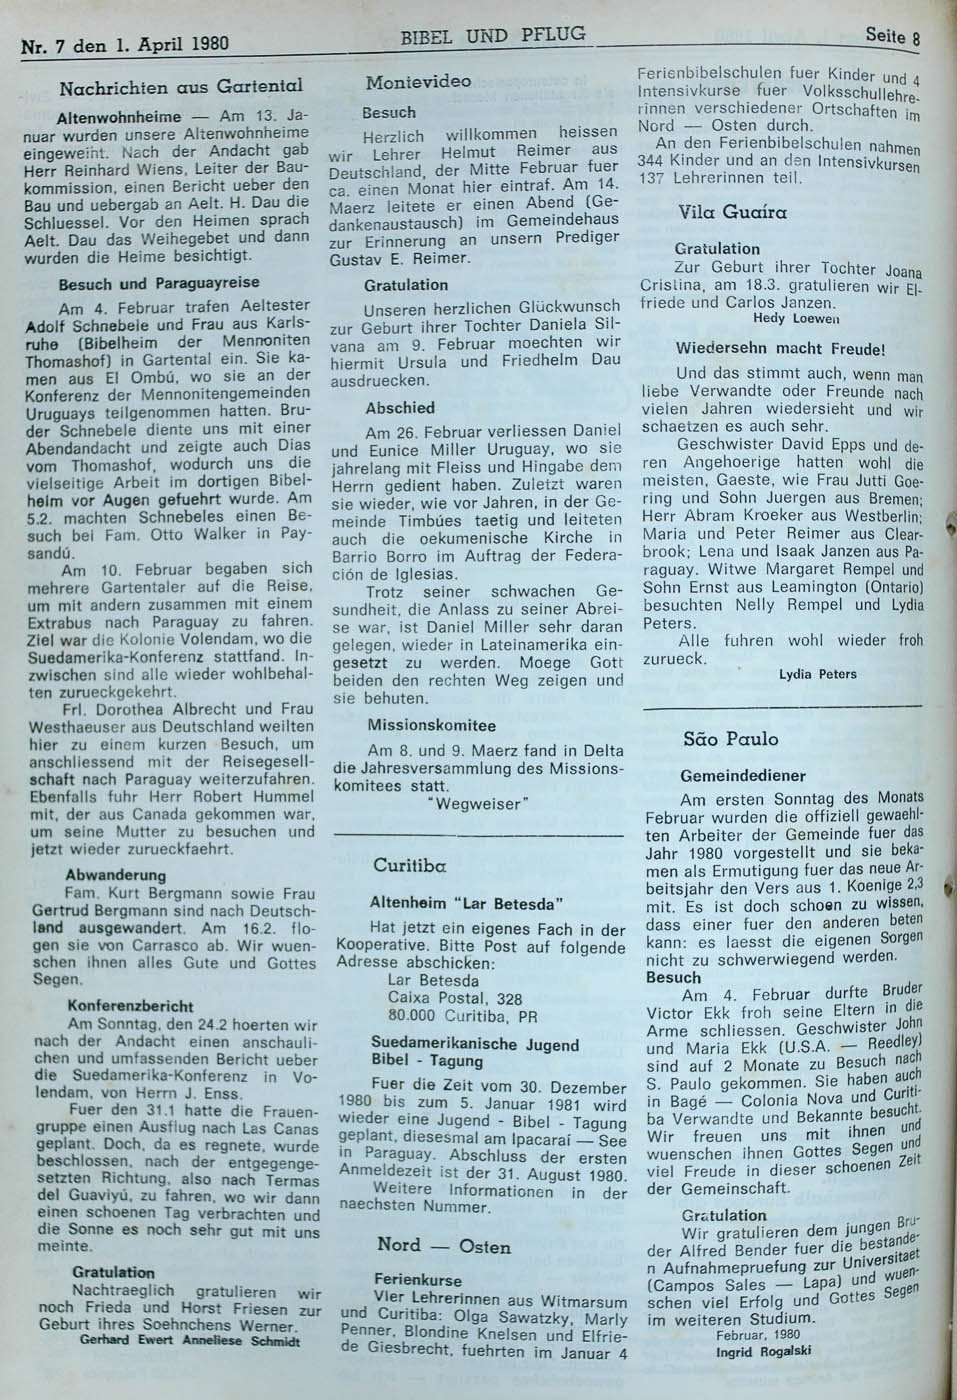 Nr. 7 den 1. April 1980
BIBEL UND PFLUG
Seite 8
Nachrichten aus Gartental
Altenwohnheime — Am 13. Ja-
nuar wurden unsere Altenwohnheime
eingeweiht. Nach der Andacht gab
Herr Reinhard Wiens, Leiter der Bau-
kommission, einen Bericht ueber den
Bau und uebergab an Aelt. H. Dau die
Schluessel. Vor den Heimen sprach
Aelt. Dau das Weihegebet und dann
wurden die Heime besichtigt.
Besuch und Paraguayreise
Am 4. Februar trafen Aeltester
Adolf Schnebele und Frau aus Karls-
ruhe (Bibelheim der Mennoniten
Thomashof) in Gartental ein. Sie ka-
men aus El Ombú, wo sie an der
Konferenz der Mennonitengemeinden
Uruguays teilgenommen hatten. Bru-
der Schnebele diente uns mit einer
Abendandacht und zeigte auch Dias
vom Thomashof, wodurch uns die
vielseitige Arbeit im dortigen Bibel-
heim vor Augen gefuehrt wurde. Am
5.2. machten Schnebeles einen Be-
such bei Fam. Otto Walker in Pay-
sandú.
Am 10. Februar begaben sich
mehrere Gartentaler auf die Reise,
um mit andern zusammen mit einem
Extrabus nach Paraguay zu fahren.
Ziel war die Kolonie Volendam, wo die
Suedamerika-Konferenz stattfand. In-
zwischen sind alle wieder wohlbehal-
ten zurueckgekehrt.
Frl. Dorothea Albrecht und Frau
Westhaeuser aus Deutschland weilten
hier zu einem kurzen Besuch, um
anschliessend mit der Reisegesell-
schaft nach Paraguay weiterzufahren.
Ebenfalls fuhr Herr Robert Hummel
mit, der aus Canada gekommen war,
um seine Mutter zu besuchen und
jetzt wieder zurueckfaehrt.
Abwanderung
Fam. Kurt Bergmann sowie Frau
Gertrud Bergmann sind nach Deutsch-
land ausgewandert. Am 16.2. flo-
gen sie von Carrasco ab. Wir wuen-
schen ihnen alles Gute und Gottes
Segen.
Konferenzbericht
Am Sonntag, den 24.2 hoerten wir
nach der Andacht einen anschauli-
chen und umfassenden Bericht ueber
die Suedamerika-Konferenz in Vo-
lendam, von Herrn J. Enss.
Fuer den 31.1 hatte die Frauen-
gruppe einen Ausflug nach Las Canas
geplant. Doch, da es regnete, wurde
beschlossen, nach der entgegenge-
setzten Richtung, also nach Termas
del Guaviyú, zu fahren, wo wir dann
einen schoenen Tag verbrachten und
die Sonne es noch sehr gut mit uns
meinte.
Gratulation
Nachtraeglich gratulieren wir
noch Frieda und Horst Friesen zur
Geburt ihres Soehnchens Werner.
Gerhard Ewert Anneliese Schmidt
Montevideo
Besuch
Herzlich willkommen heissen
wir Lehrer Helmut Reimer aus
Deutschland, der Mitte Februar fuer
ca. einen Monat hier eintraf. Am 14.
Maerz leitete er einen Abend (Ge-
dankenaustausch) im Gemeindehaus
zur Erinnerung an unsern Prediger
Gustav E. Reimer.
Gratulation
Unseren herzlichen Glückwunsch
zur Geburt ihrer Tochter Daniela Sil-
vana am 9. Februar moechten wir
hiermit Ursula und Friedhelm Dau
ausdruecken.
Abschied
Am 26. Februar verliessen Daniel
und Eunice Miller Uruguay, wo sie
jahrelang mit Fleiss und Hingabe dem
Herrn gedient haben. Zuletzt waren
sie wieder, wie vor Jahren, in der Ge-
meinde Timbúes taetig und leiteten
auch die oekumenische Kirche in
Barrio Borro im Auftrag der Federa-
ción de Iglesias.
Trotz seiner schwachen Ge-
sundheit, die Anlass zu seiner Abrei-
se war, ist Daniel Miller sehr daran
gelegen, wieder in Lateinamerika ein-
gesetzt zu werden. Moege Gott
beiden den rechten Weg zeigen und
sie behuten.
Missionskomitee
Am 8. und 9. Maerz fand in Delta
die Jahresversammlung des Missions-
komitees statt.
"Wegweiser"
Curitiba
Altenheim "Lar Betesda"
Hat jetzt ein eigenes Fach in der
Kooperative. Bitte Post auf folgende
Adresse abschicken:
Lar Betesda
Caixa Postal, 328
80.000 Curitiba, PR
Suedamerikanische Jugend
Bibel - Tagung
Fuer die Zeit vom 30. Dezember
1980 bis zum 5. Januar 1981 wird
wieder eine Jugend - Bibel - Tagung
geplant, diesesmal am Ipacaraí — See
in Paraguay. Abschluss der ersten
Anmeldezeit ist der 31. August 1980.
Weitere Informationen in der
naechsten Nummer.
Nord — Osten
Ferienkurse
Vier Lehrerinnen aus Witmarsum
und Curitiba: Olga Sawatzky, Marly
Penner, Blondine Knelsen und Elfrie-
de Giesbrecht, fuehrten im Januar 4
Ferienbibelschulen fuer Kinder und 4
Intensivkurse fuer Volksschullehre-
rinnen verschiedener Ortschaften im
Nord — Osten durch.
An den Ferienbibelschulen nahmen
344 Kinder und an den Intensivkursen
137 Lehrerinnen teil.
Vila Guaíra
Gratulation
Zur Geburt ihrer Tochter Joana
Cristina, am 18.3. gratulieren wir El-
friede und Carlos Janzen.
Hedy Loewen
Wiedersehn macht Freude!
Und das stimmt auch, wenn man
liebe Verwandte oder Freunde nach
vielen Jahren wiedersieht und wir
schaetzen es auch sehr.
Geschwister David Epps und de-
ren Angehoerige hatten wohl die
meisten, Gaeste, wie Frau Jutti Goe-
ring und Sohn Juergen aus Bremen;
Herr Abram Kroeker aus Westberlin;
Maria und Peter Reimer aus Clear-
brook; Lena und Isaak Janzen aus Pa-
raguay. Witwe Margaret Rempel und
Sohn Ernst aus Leamington (Ontario)
besuchten Nelly Rempel und Lydia
Peters.
Alle fuhren wohl wieder froh
zurueck.
Lydia Peters
São Paulo
Gemeindediener
Am ersten Sonntag des Monats
Februar wurden die offiziell gewaehl-
ten Arbeiter der Gemeinde fuer das
Jahr 1980 vorgestellt und sie beka-
men als Ermutigung fuer das neue Ar-
beitsjahr den Vers aus 1. Koenige 2,3
mit. Es ist doch schoen zu wissen,
dass einer fuer den anderen beten
kann: es laesst die eigenen Sorgen
nicht zu schwerwiegend werden.
Besuch
Am 4. Februar durfte Bruder
Victor Ekk froh seine Eltern in die
Arme schliessen. Geschwister John
und Maria Ekk (U.S.A. — Reedley)
sind auf 2 Monate zu Besuch nach
S. Paulo gekommen. Sie haben auch
in Bagé — Colonia Nova und Curiti-
ba Verwandte und Bekannte besucht.
Wir freuen uns mit ihnen und
wuenschen ihnen Gottes Segen und
viel Freude in dieser schoenen Zeit
der Gemeinschaft.
Gratulation
Wir gratulieren dem jungen Bru-
der Alfred Bender fuer die bestande-
n Aufnahmepruefung zur Universitaet
(Campos Sales — Lapa) und wuen-
schen viel Erfolg und Gottes Segen
im weiteren Studium.
Februar, 1980
Ingrid Rogalski